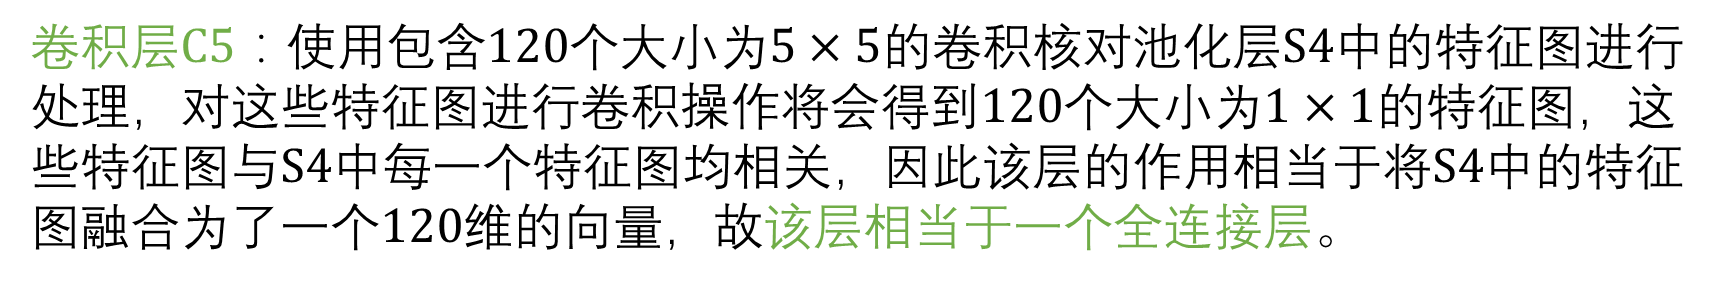 卷积层C5：使用包含120个大小为5 × 5的卷积核对池化层S4中的特征图进行
处理，对这些特征图进行卷积操作将会得到120个大小为1 × 1的特征图，这
些特征图与S4中每一个特征图均相关，因此该层的作用相当于将S4中的特征
图融合为了一个120维的向量，故该层相当于一个全连接层。